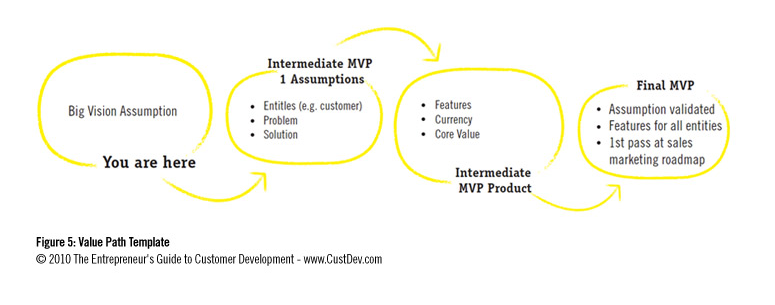 Big Vision Assumption
You are here
Intermediate MVP
1 Assumptions
• Entitles (e.g. customer)
• Problem
• Solution
• Features
• Currency
• Core Value
Intermediate
MVP Product
Final MVP
• Assumption validated
• Features for all entities
• 1st pass at sales
marketing roadmap
Figure 5: Value Path Template
© 2010 The Entrepreneur's Guide to Customer Development - www.CustDev.com